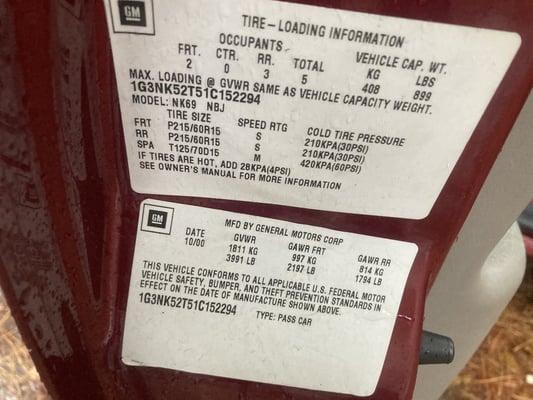 GM
TIRE-LOADING INFORMATION
OCCUPANTS VEHICLE CAP. WT.
FRT. CTR. RR. TOTAL KG LBS
2 0 3 5 408 899
MAX. LOADING @ GVWR SAME AS VEHICLE CAPACITY WEIGHT.
1G3NK52T51C152294
MODEL: NK69 NBJ
TIRE SIZE SPEED RTG COLD TIRE PRESSURE
FRT P215/60R15 S 210KPA(30PSI)
RR P215/60R15 S 210KPA(30PSI)
SPA T125/70D15 M 420KPA(60PSI)
IF TIRES ARE HOT, ADD 28KPA(4PSI)
SEE OWNER'S MANUAL FOR MORE INFORMATION
GM
MFD BY GENERAL MOTORS CORP
DATE GVWR GAWR FRT GAWR RR
10/00 1811 KG 997 KG 814 KG
3991 LB 2197 LB 1794 LB
THIS VEHICLE CONFORMS TO ALL APPLICABLE U.S. FEDERAL MOTOR
VEHICLE SAFETY, BUMPER, AND THEFT PREVENTION STANDARDS IN
EFFECT ON THE DATE OF MANUFACTURE SHOWN ABOVE.
1G3NK52T51C152294 TYPE: PASS CAR